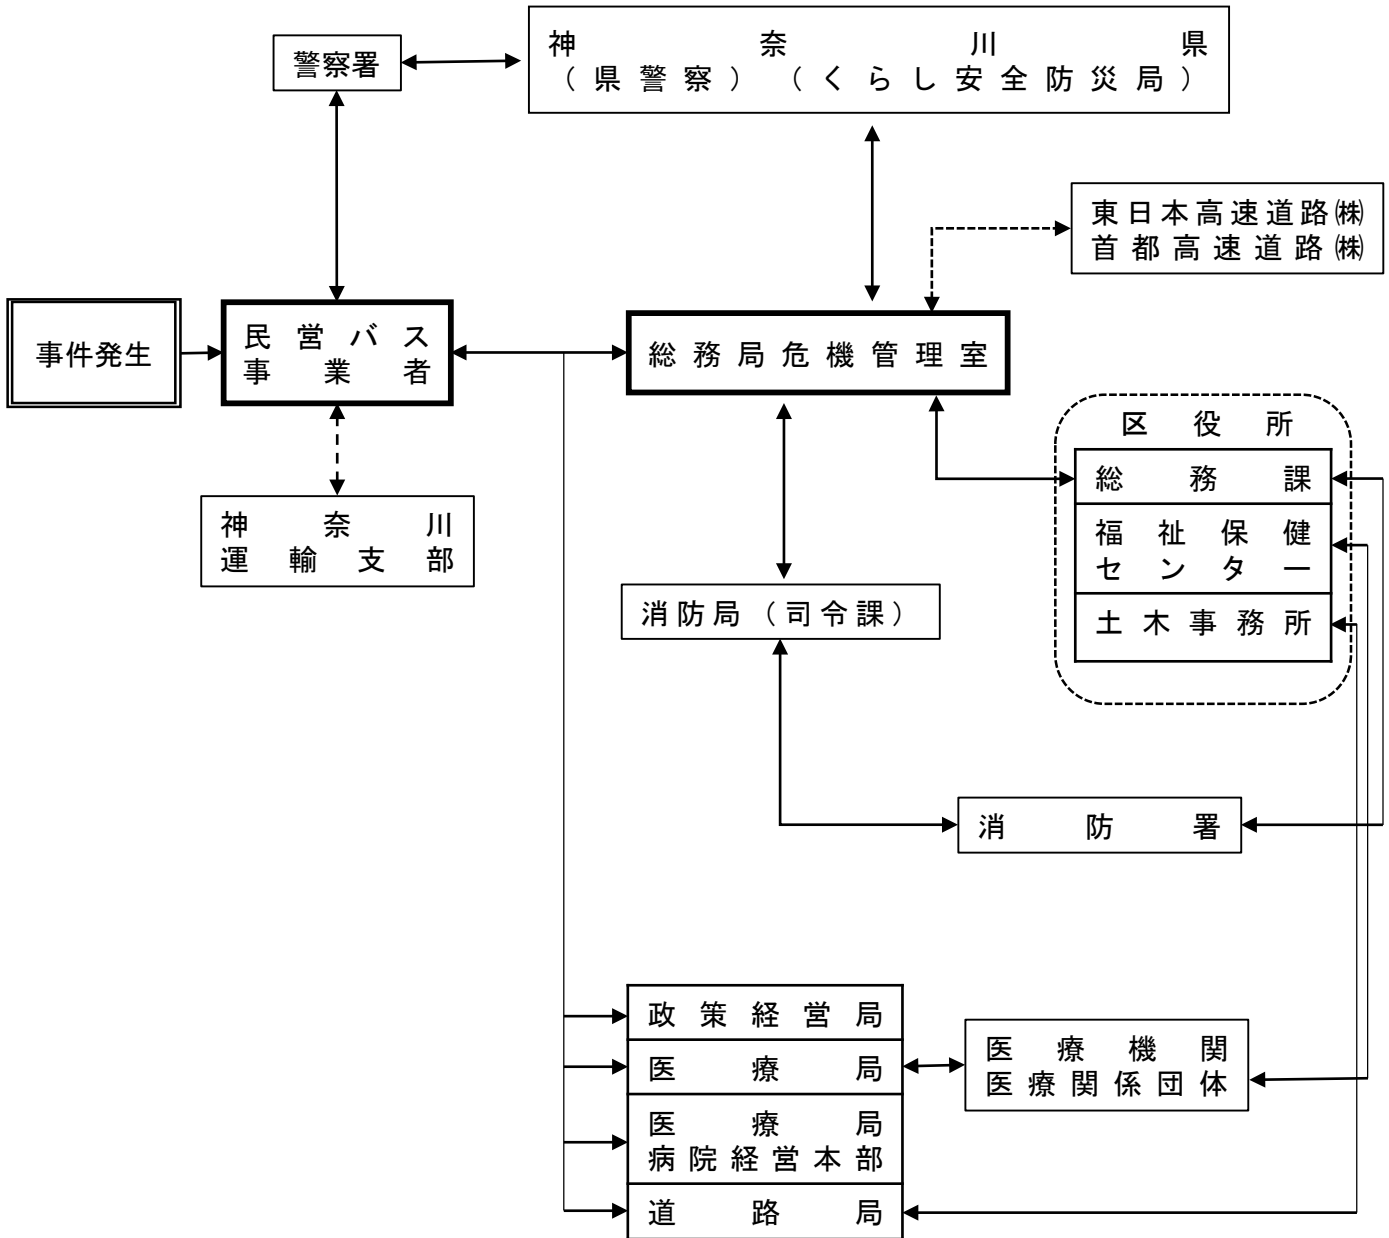 神奈川県
（県警察）（くらし安全防災局）
警察署
東日本高速道路㈱
首都高速道路㈱
事件発生
民営バス
事業者
総務局危機管理室
区役所
総務課
福祉保健
センター
土木事務所
神奈川
運輸支部
消防局（司令課）
消防署
政策経営局
医療局
医療局
病院経営本部
道路局
医療機関
医療関係団体